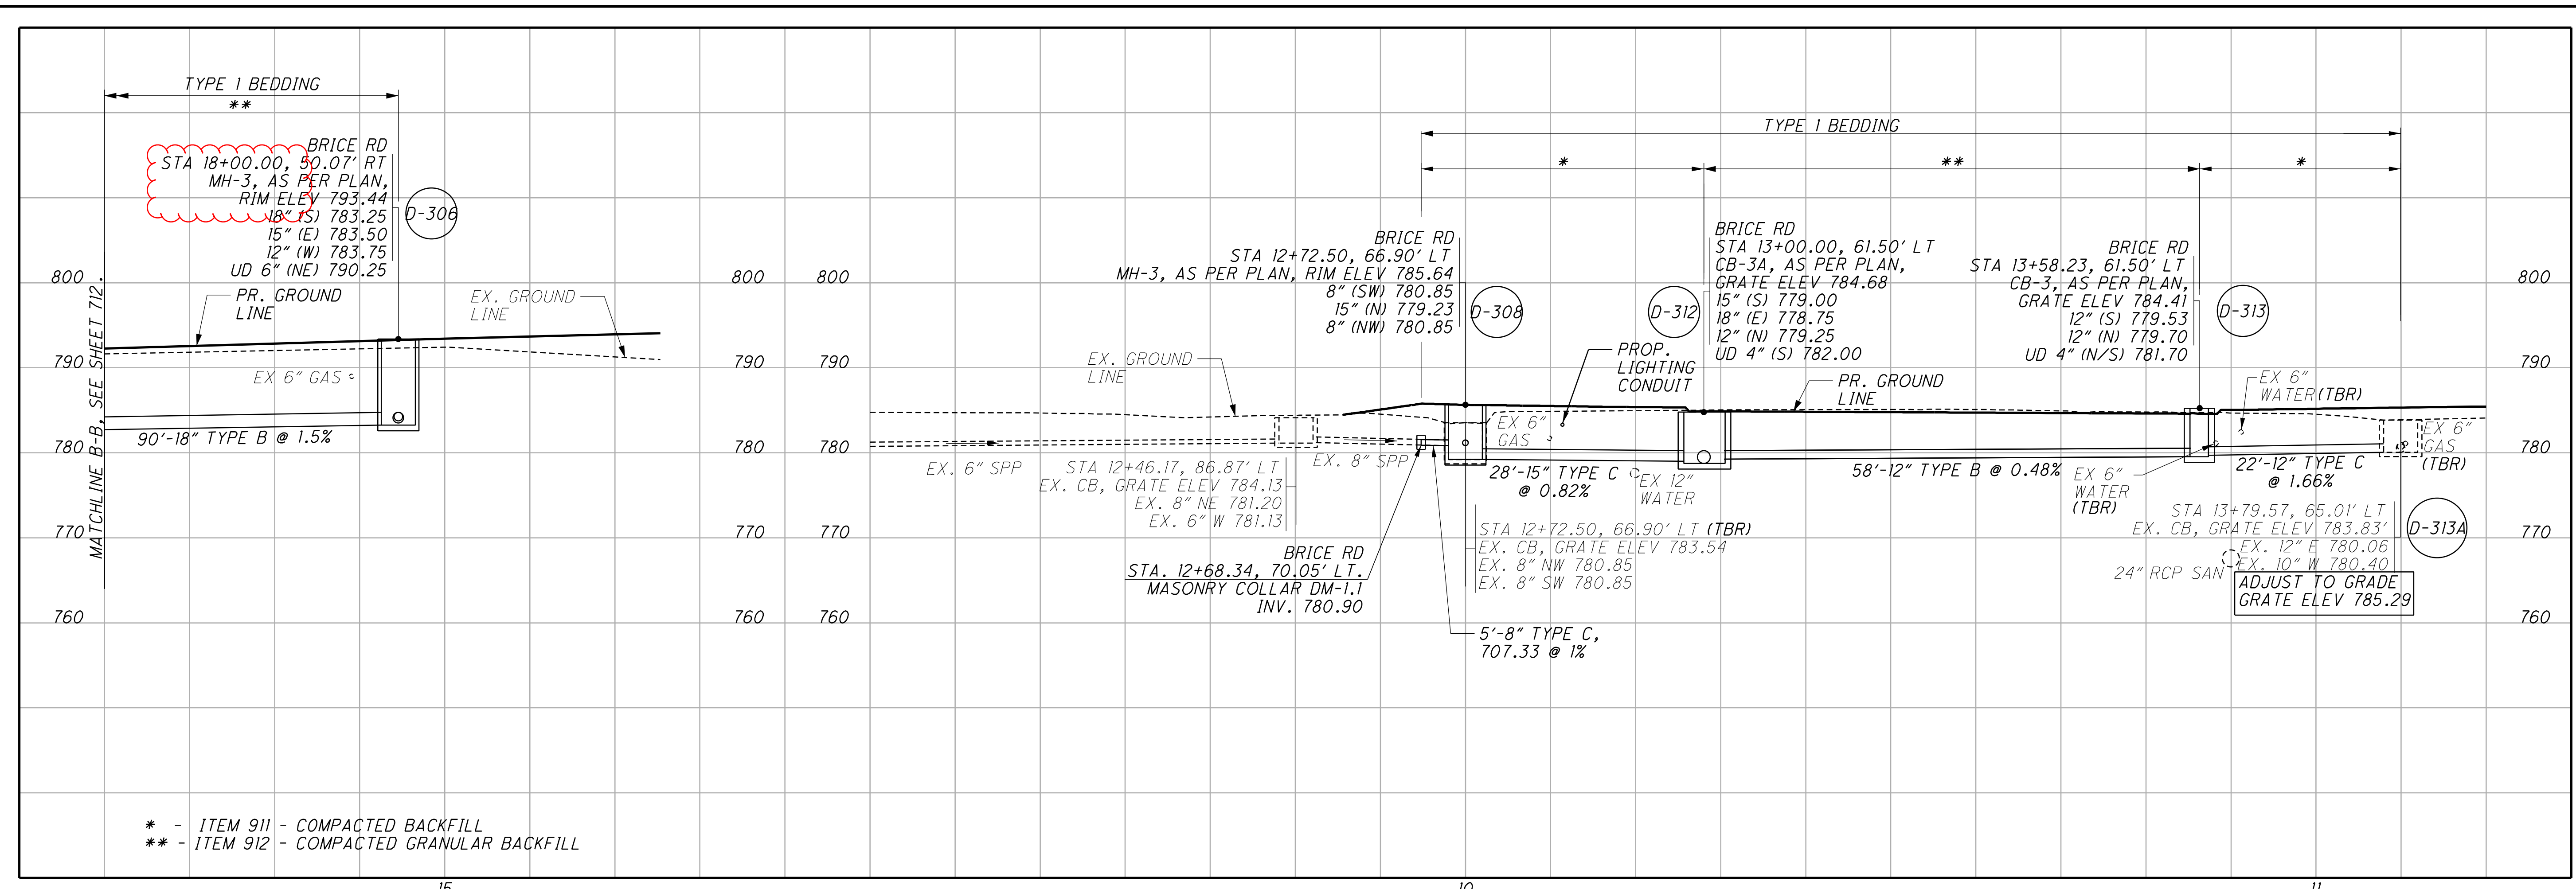 TYPE 1 BEDDING
**
BRICE RD
STA 18+00.00, 50.07' RT
MH-3, AS PER PLAN,
RIM ELEV 793.44
18" (S) 783.25
15" (E) 783.50
12" (W) 783.75
UD 6" (NE) 790.25
D-306
800
790
780
770
760
MATCHLINE B-B, SEE SHEET 712.
PR. GROUND
LINE
EX. GROUND
LINE
EX 6" GAS
90'-18" TYPE B @ 1.5%
800
790
780
770
760
800
790
780
770
760
TYPE 1 BEDDING
*
**
*
BRICE RD
STA 12+72.50, 66.90' LT
MH-3, AS PER PLAN, RIM ELEV 785.64
8" (SW) 780.85
15" (N) 779.23
8" (NW) 780.85
D-308
D-312
BRICE RD
STA 13+00.00, 61.50' LT
CB-3A, AS PER PLAN,
GRATE ELEV 784.68
15" (S) 779.00
18" (E) 778.75
12" (N) 779.25
UD 4" (S) 782.00
BRICE RD
STA 13+58.23, 61.50' LT
CB-3, AS PER PLAN,
GRATE ELEV 784.41
12" (S) 779.53
12" (N) 779.70
UD 4" (N/S) 781.70
D-313
EX. GROUND
LINE
PROP.
LIGHTING
CONDUIT
PR. GROUND
LINE
EX 6"
WATER (TBR)
EX 6"
GAS
EX. 6" SPP
EX. 8" SPP
STA 12+46.17, 86.87' LT
EX. CB, GRATE ELEV 784.13
EX. 8" NE 781.20
EX. 6" W 781.13
28'-15" TYPE C
@ 0.82%
EX 12"
WATER
58'-12" TYPE B @ 0.48%
EX 6"
WATER
(TBR)
22'-12" TYPE C
@ 1.66%
EX 6"
GAS
(TBR)
BRICE RD
STA. 12+68.34, 70.05' LT.
MASONRY COLLAR DM-1.1
INV. 780.90
STA 12+72.50, 66.90' LT (TBR)
EX. CB, GRATE ELEV 783.54
EX. 8" NW 780.85
EX. 8" SW 780.85
5'-8" TYPE C,
707.33 @ 1%
STA 13+79.57, 65.01' LT
EX. CB, GRATE ELEV 783.83'
EX. 12" E 780.06
EX. 10" W 780.40
D-313A
24" RCP SAN
ADJUST TO GRADE
GRATE ELEV 785.29
800
790
780
770
760
* - ITEM 911 - COMPACTED BACKFILL
** - ITEM 912 - COMPACTED GRANULAR BACKFILL
15
10
11